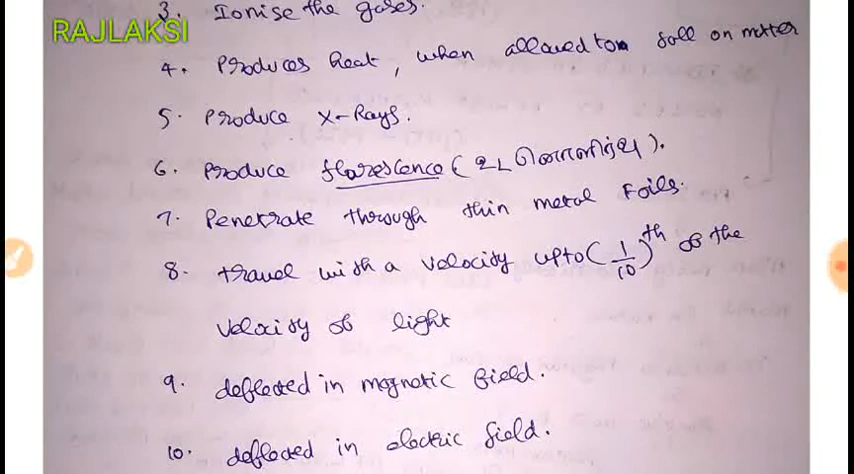 3. Ionise the gases.
RAJLAKSI
4. Produces heat, when allowed to fall on matter
5. Produce X-Rays.
6. Produce flurescence (உடனொளிர்வு).
7. Penetrate through thin metal foils.
8. travel with a velocity upto (1/10)th of the
velocity of light
9. deflected in magnetic field.
10. deflected in electric field.